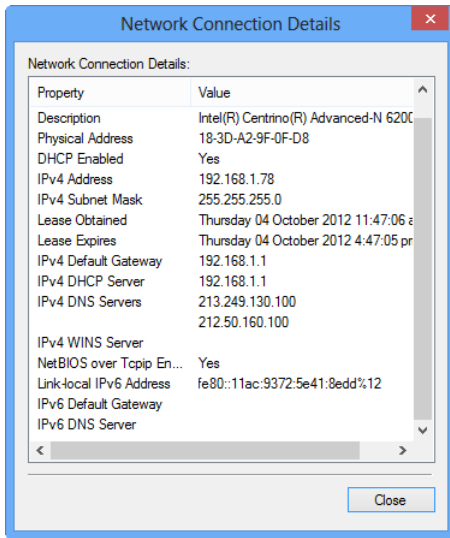 Network Connection Details
Network Connection Details:
Property Value
Description Intel(R) Centrino(R) Advanced-N 6200
Physical Address 18-3D-A2-9F-0F-D8
DHCP Enabled Yes
IPv4 Address 192.168.1.78
IPv4 Subnet Mask 255.255.255.0
Lease Obtained Thursday 04 October 2012 11:47:06 a
Lease Expires Thursday 04 October 2012 4:47:05 pr
IPv4 Default Gateway 192.168.1.1
IPv4 DHCP Server 192.168.1.1
IPv4 DNS Servers 213.249.130.100
212.50.160.100
IPv4 WINS Server
NetBIOS over Tcpip En... Yes
Link-local IPv6 Address fe80::11ac:9372:5e41:8edd%12
IPv6 Default Gateway
IPv6 DNS Server
Close